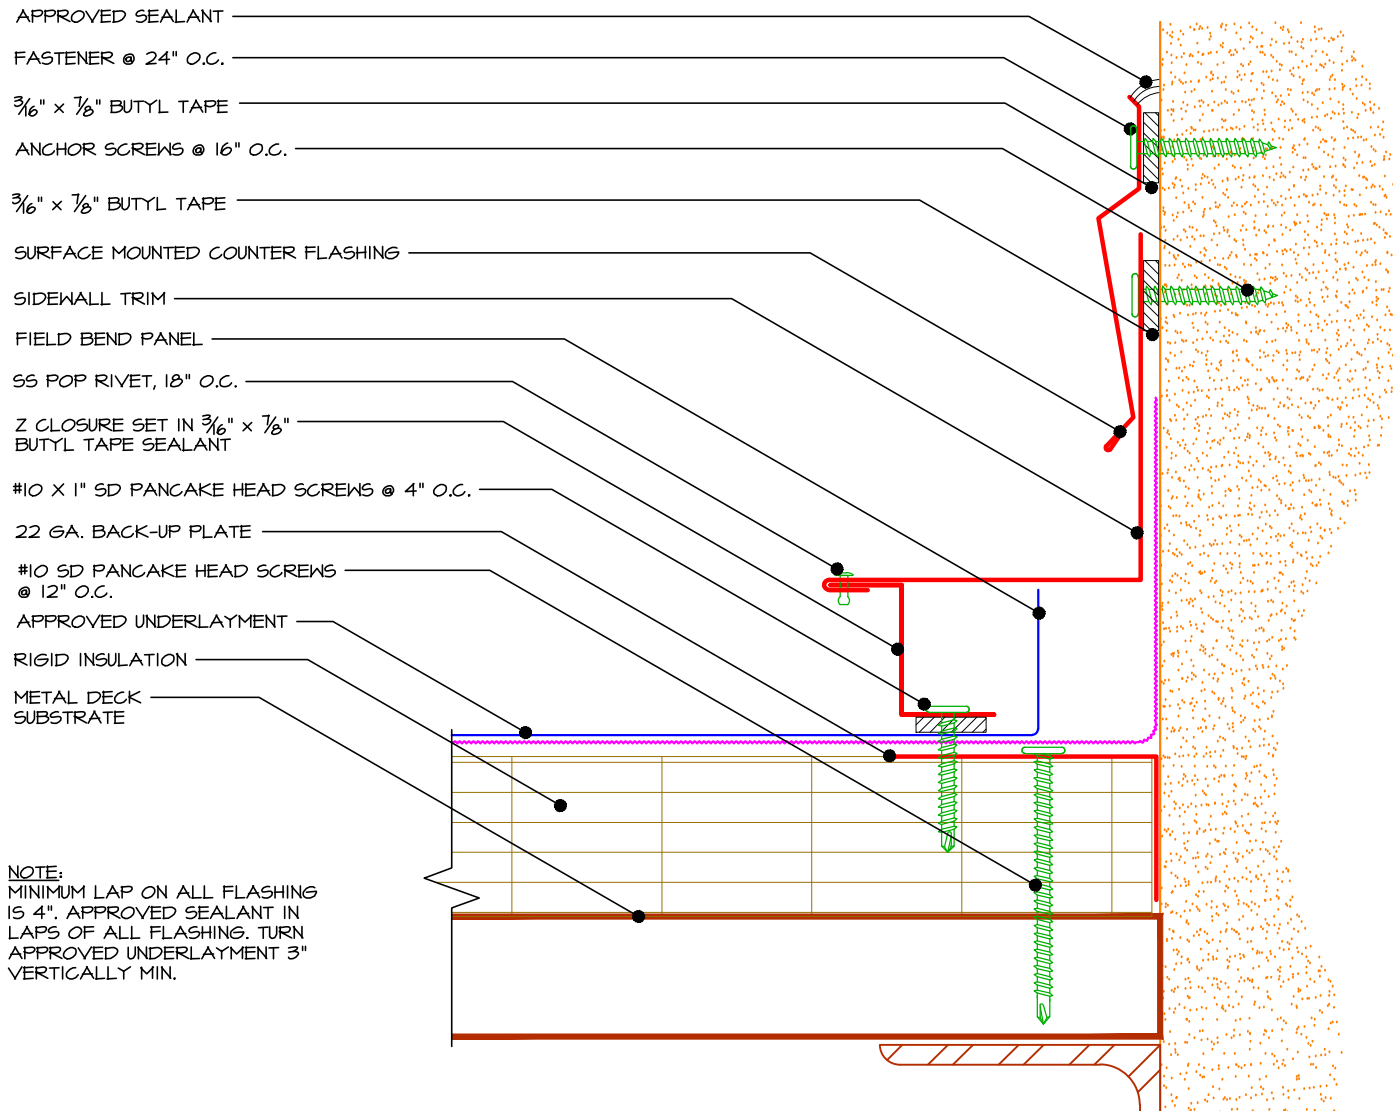 APPROVED SEALANT
FASTENER @ 24" O.C.
3/16" x 7/8" BUTYL TAPE
ANCHOR SCREWS @ 16" O.C.
3/16" x 7/8" BUTYL TAPE
SURFACE MOUNTED COUNTER FLASHING
SIDEWALL TRIM
FIELD BEND PANEL
SS POP RIVET, 18" O.C.
Z CLOSURE SET IN 3/16" x 7/8"
BUTYL TAPE SEALANT
#10 X 1" SD PANCAKE HEAD SCREWS @ 4" O.C.
22 GA. BACK-UP PLATE
#10 SD PANCAKE HEAD SCREWS
@ 12" O.C.
APPROVED UNDERLAYMENT
RIGID INSULATION
METAL DECK
SUBSTRATE
NOTE:
MINIMUM LAP ON ALL FLASHING
IS 4". APPROVED SEALANT IN
LAPS OF ALL FLASHING. TURN
APPROVED UNDERLAYMENT 3"
VERTICALLY MIN.